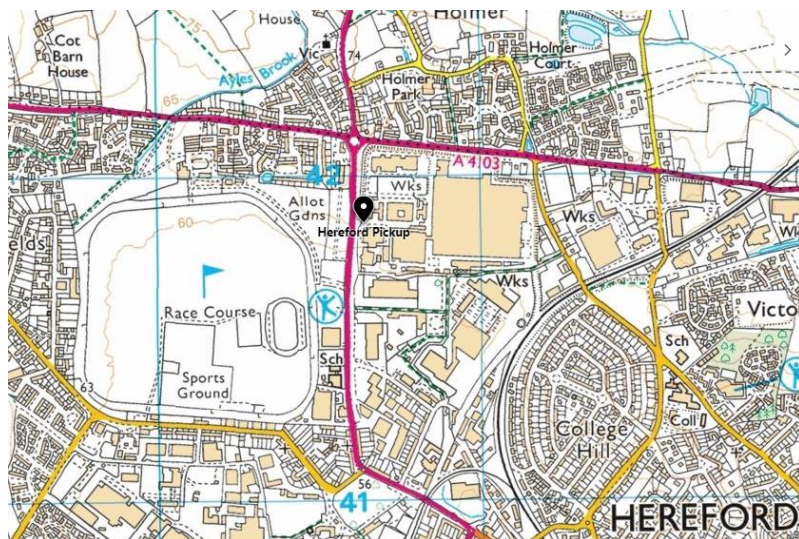 House
75
Holmer
Cot
Barn
House
Vic
74
Ayles Brook
Holmer
Park
Holmer
Court
65
A 4103
42
Wks
Allot
Gdns
60
Hereford Pickup
Wks
Wks
elds
Race Course
Wks
Victo
Sch
Sch
Sports
Ground
63
College
Hill
Coll
56
41
HEREFORD